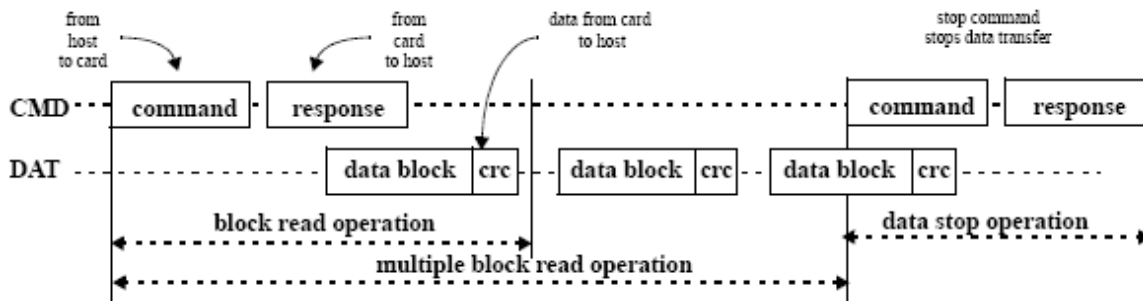 from
host
to card
from
card
to host
data from card
to host
stop command
stops data transfer
CMD
command
response
command
response
DAT
data block
crc
data block
crc
data block
crc
block read operation
data stop operation
multiple block read operation